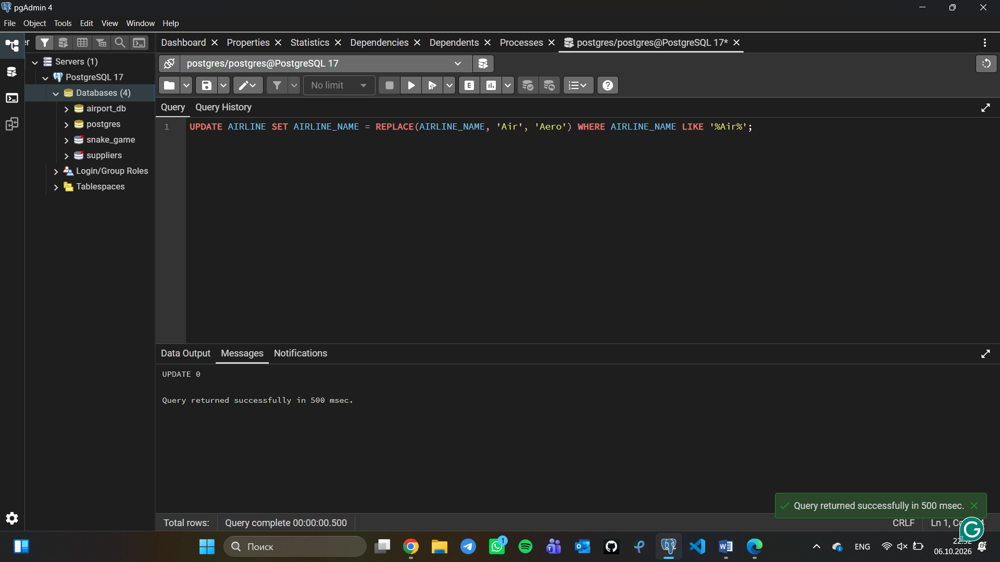 pgAdmin 4
File Object Tools Edit View Window Help
er Dashboard Properties Statistics Dependencies Dependents Processes postgres/postgres@PostgreSQL 17*
Servers (1)
PostgreSQL 17
Databases (4)
airport_db
postgres
snake_game
suppliers
Login/Group Roles
Tablespaces
postgres/postgres@PostgreSQL 17
No limit E
Query Query History
1 UPDATE AIRLINE SET AIRLINE_NAME = REPLACE(AIRLINE_NAME, 'Air', 'Aero') WHERE AIRLINE_NAME LIKE '%Air%';
Data Output Messages Notifications
UPDATE 0
Query returned successfully in 500 msec.
Query returned successfully in 500 msec.
Total rows: Query complete 00:00:00.500 CRLF Ln 1,
Поиск 1 ENG
06.10.2026